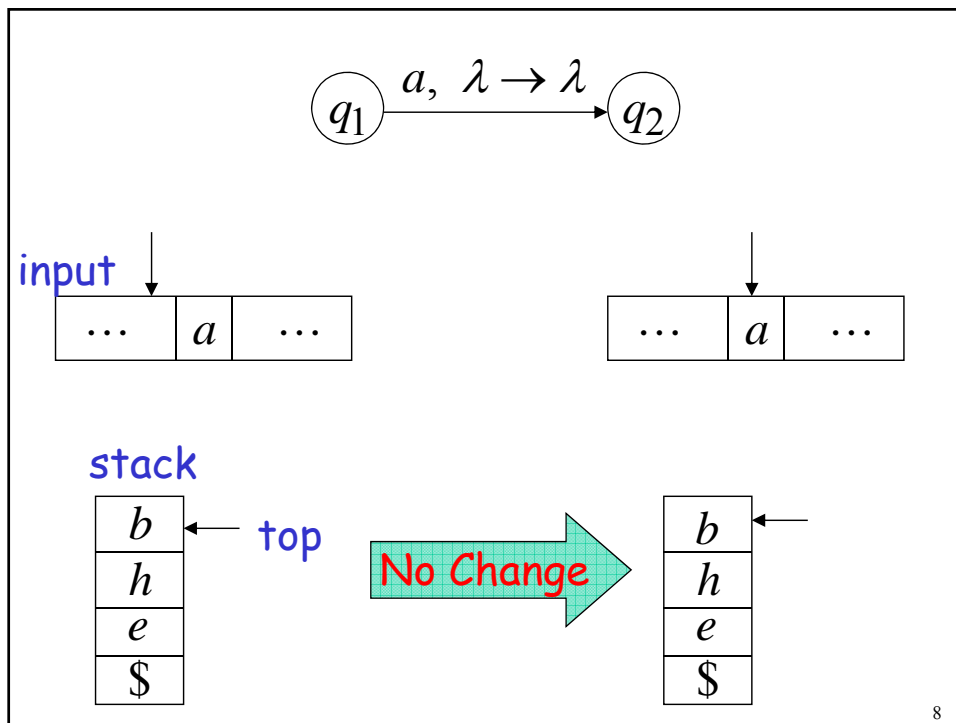 a, λ → λ
q1 q2
input
⋯ a ⋯ ⋯ a ⋯
stack
b top b
h No Change h
e e
$ $
8